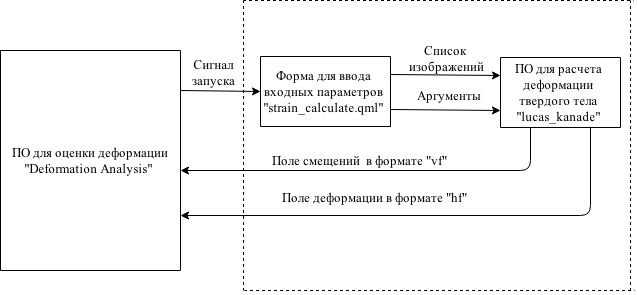 Сигнал
запуска
Форма для ввода
входных параметров
"strain_calculate.qml"
Список
изображений
Аргументы
ПО для расчета
деформации
твердого тела
"lucas_kanade"
ПО для оценки деформации
"Deformation Analysis"
Поле смещений в формате "vf"
Поле деформации в формате "hf"